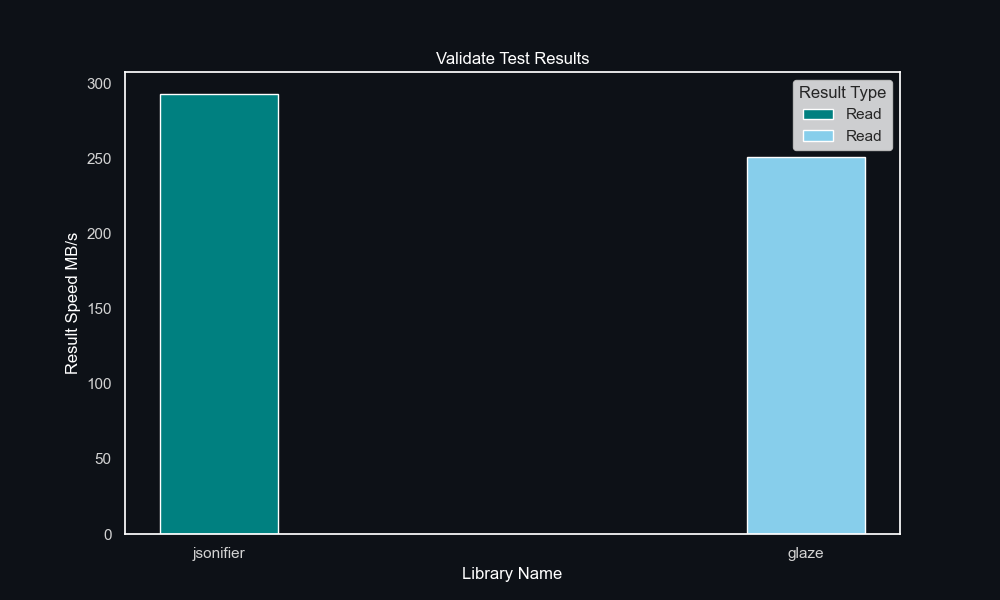 Validate Test Results
Result Type
Read
Read
300
250
200
150
100
50
0
Result Speed MB/s
jsonifier
glaze
Library Name